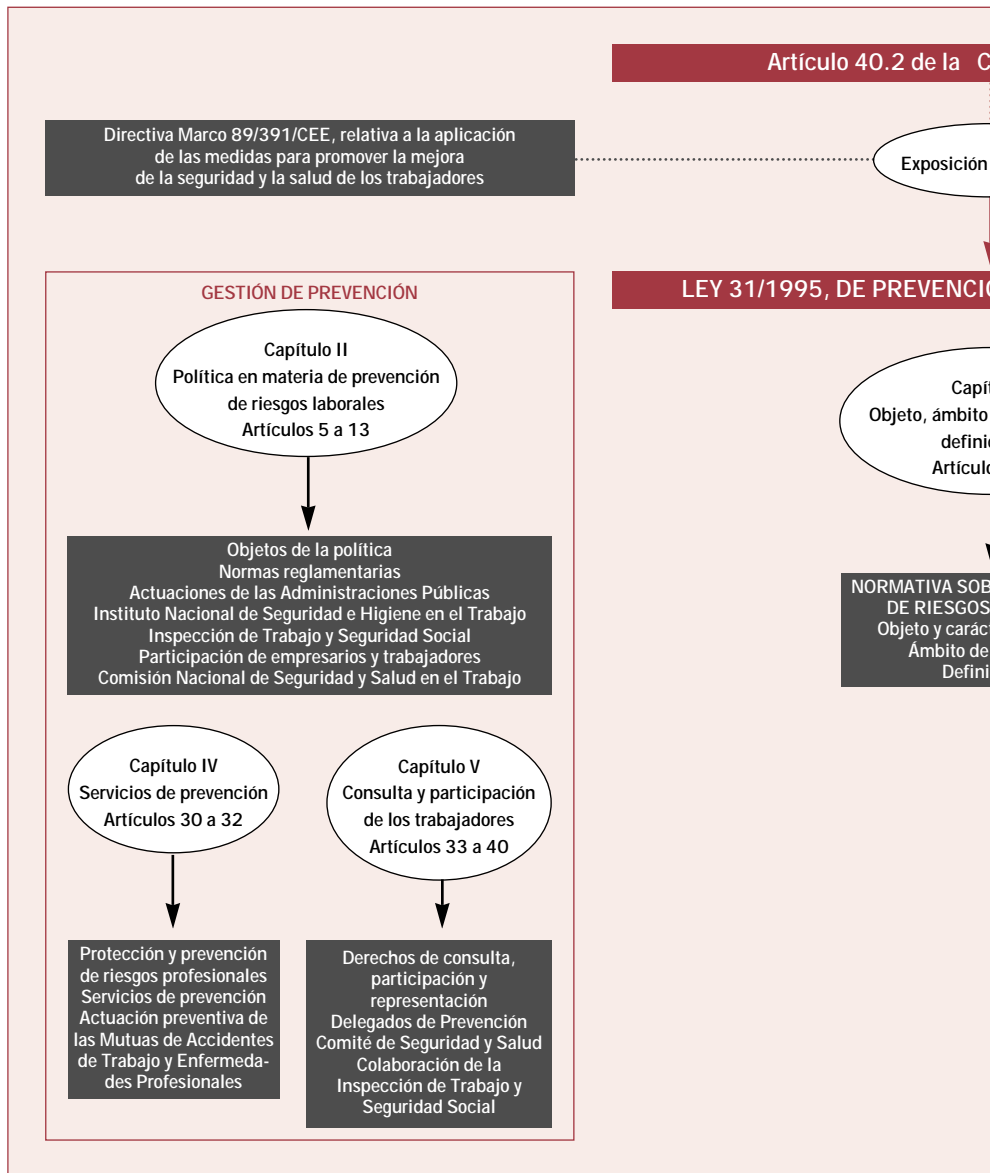 Artículo 40.2 de la C
Directiva Marco 89/391/CEE, relativa a la aplicación
de las medidas para promover la mejora
de la seguridad y la salud de los trabajadores
Exposición
LEY 31/1995, DE PREVENCIÓ
GESTIÓN DE PREVENCIÓN
Capítulo II
Política en materia de prevención
de riesgos laborales
Artículos 5 a 13
Objetos de la política
Normas reglamentarias
Actuaciones de las Administraciones Públicas
Instituto Nacional de Seguridad e Higiene en el Trabajo
Inspección de Trabajo y Seguridad Social
Participación de empresarios y trabajadores
Comisión Nacional de Seguridad y Salud en el Trabajo
Capítulo IV
Servicios de prevención
Artículos 30 a 32
Capítulo V
Consulta y participación
de los trabajadores
Artículos 33 a 40
Protección y prevención
de riesgos profesionales
Servicios de prevención
Actuación preventiva de
las Mutuas de Accidentes
de Trabajo y Enfermeda-
des Profesionales
Derechos de consulta,
participación y
representación
Delegados de Prevención
Comité de Seguridad y Salud
Colaboración de la
Inspección de Trabajo y
Seguridad Social
Capít
Objeto, ámbito
defini
Artículo
NORMATIVA SOB
DE RIESGOS
Objeto y carác
Ámbito de
Defini